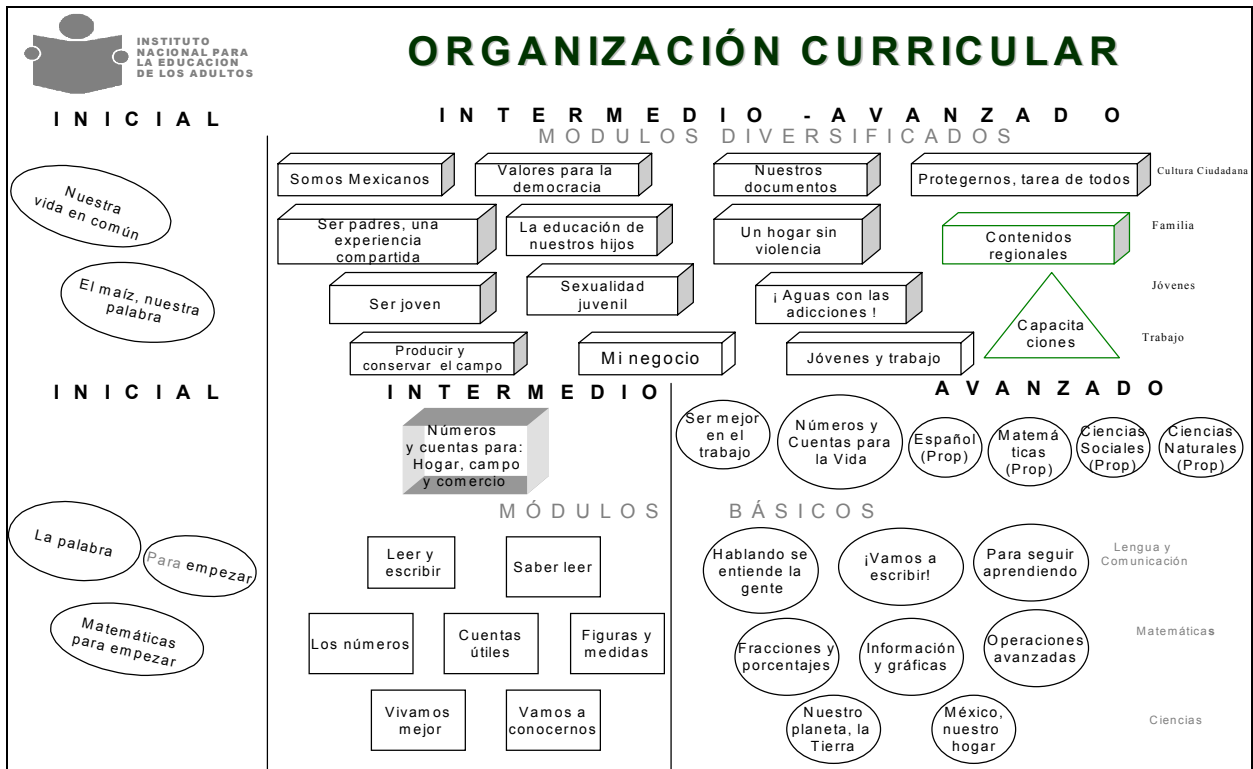 INSTITUTO
NACIONAL PARA
LA EDUCACION
DE LOS ADULTOS
ORGANIZACIÓN CURRICULAR
INICIAL
INTERMEDIO - AVANZADO
MODULOS DIVERSIFICADOS
Nuestra
vida en común
El maíz, nuestra
palabra
Somos Mexicanos
Valores para la
democracia
Nuestros
documentos
Protegernos, tarea de todos
Cultura Ciudadana
Ser padres, una
experiencia
compartida
La educación de
nuestros hijos
Un hogar sin
violencia
Contenidos
regionales
Familia
Ser joven
Sexualidad
juvenil
¡ Aguas con las
adicciones !
Capacita
ciones
Jóvenes
Producir y
conservar el campo
Mi negocio
Jóvenes y trabajo
Trabajo
INICIAL
INTERMEDIO
AVANZADO
Números
y cuentas para:
Hogar, campo
y comercio
Ser mejor
en el
trabajo
Números y
Cuentas para
la Vida
Español
(Prop)
Matemá
ticas
(Prop)
Ciencias
Sociales
(Prop)
Ciencias
Naturales
(Prop)
MÓDULOS BÁSICOS
La palabra
Para empezar
Matemáticas
para empezar
Leer y
escribir
Saber leer
Hablando se
entiende la
gente
¡Vamos a
escribir!
Para seguir
aprendiendo
Lengua y
Comunicación
Los números
Cuentas
útiles
Figuras y
medidas
Fracciones y
porcentajes
Información
y gráficas
Operaciones
avanzadas
Matemáticas
Vivamos
mejor
Vamos a
conocernos
Nuestro
planeta, la
Tierra
México,
nuestro
hogar
Ciencias